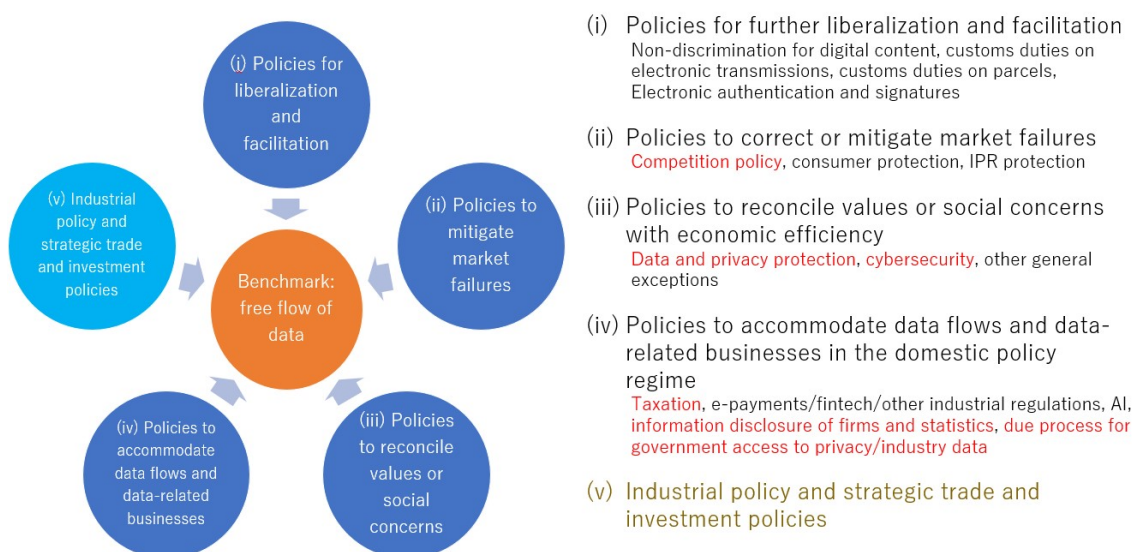 (i) Policies for
liberalization
and
facilitation
(ii) Policies to
mitigate
market
failures
(iii) Policies
to reconcile
values or
social
concerns
(iv) Policies to
accommodate
data flows and
data-related
businesses
(v) Industrial
policy and
strategic trade
and investment
policies
Benchmark:
free flow of
data
(i) Policies for further liberalization and facilitation
Non-discrimination for digital content, customs duties on
electronic transmissions, customs duties on parcels,
Electronic authentication and signatures
(ii) Policies to correct or mitigate market failures
Competition policy, consumer protection, IPR protection
(iii) Policies to reconcile values or social concerns
with economic efficiency
Data and privacy protection, cybersecurity, other general
exceptions
(iv) Policies to accommodate data flows and data-
related businesses in the domestic policy
regime
Taxation, e-payments/fintech/other industrial regulations, AI,
information disclosure of firms and statistics, due process for
government access to privacy/industry data
(v) Industrial policy and strategic trade and
investment policies